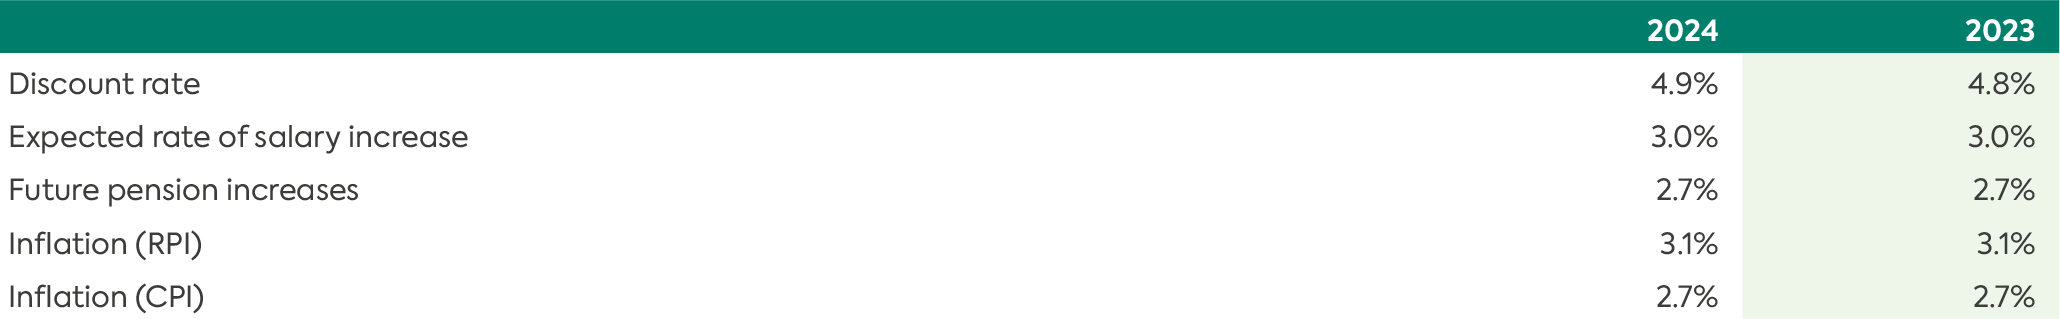 2024 2023
Discount rate 4.9% 4.8%
Expected rate of salary increase 3.0% 3.0%
Future pension increases 2.7% 2.7%
Inflation (RPI) 3.1% 3.1%
Inflation (CPI) 2.7% 2.7%